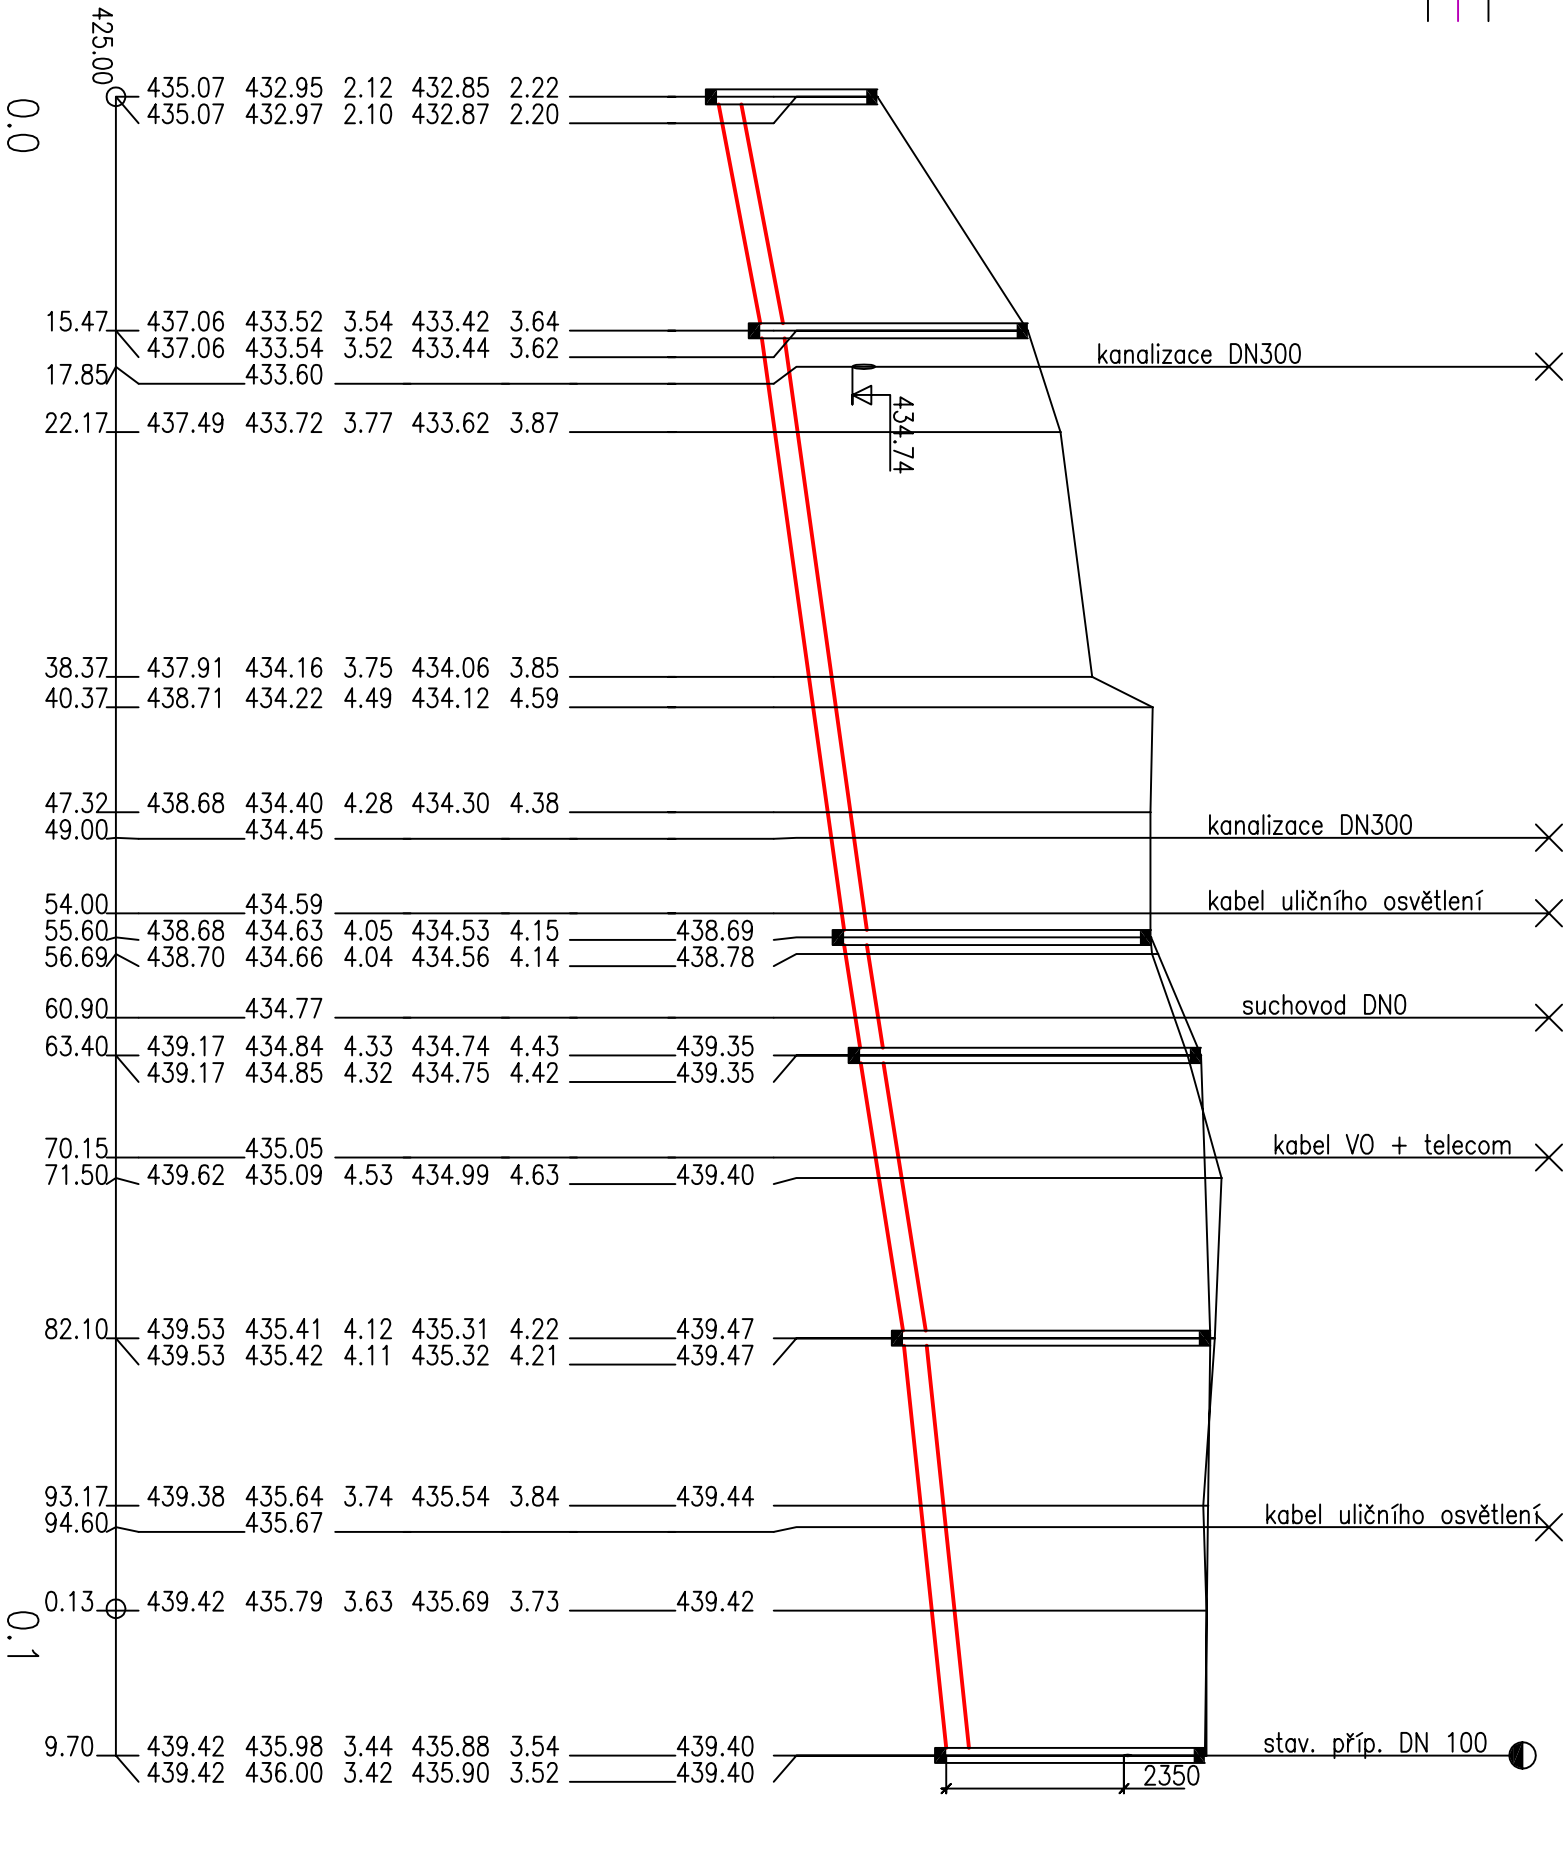 425.00
0.0
435.07 432.95 2.12 432.85 2.22
435.07 432.97 2.10 432.87 2.20
15.47 437.06 433.52 3.54 433.42 3.64
437.06 433.54 3.52 433.44 3.62
kanalizace DN300
17.85 433.60
434.74
22.17 437.49 433.72 3.77 433.62 3.87
38.37 437.91 434.16 3.75 434.06 3.85
40.37 438.71 434.22 4.49 434.12 4.59
47.32 438.68 434.40 4.28 434.30 4.38
49.00 434.45 kanalizace DN300
54.00 434.59 kabel uličního osvětlení
55.60 438.68 434.63 4.05 434.53 4.15 438.69
56.69 438.70 434.66 4.04 434.56 4.14 438.78
60.90 434.77 suchovod DN0
63.40 439.17 434.84 4.33 434.74 4.43 439.35
439.17 434.85 4.32 434.75 4.42 439.35
70.15 435.05 kabel VO + telecom
71.50 439.62 435.09 4.53 434.99 4.63 439.40
82.10 439.53 435.41 4.12 435.31 4.22 439.47
439.53 435.42 4.11 435.32 4.21 439.47
93.17 439.38 435.64 3.74 435.54 3.84 439.44
94.60 435.67 kabel uličního osvětlení
0.13 439.42 435.79 3.63 435.69 3.73 439.42
0.1
9.70 439.42 435.98 3.44 435.88 3.54 439.40 stav. příp. DN 100
439.42 436.00 3.42 435.90 3.52 439.40
2350